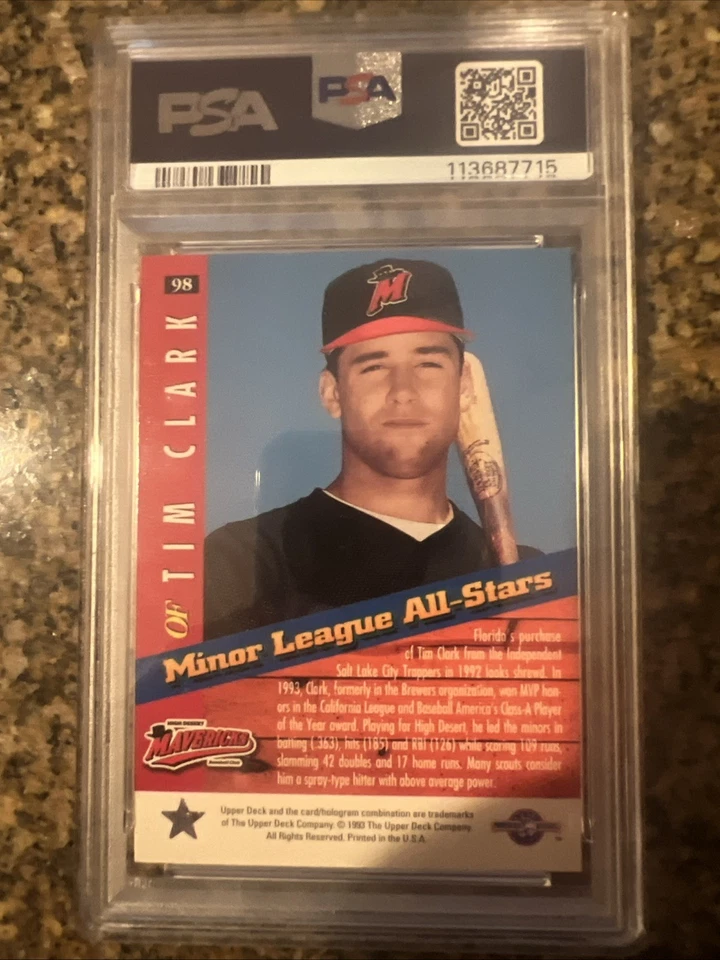 PSA
PSA
113687715
98
M
OF TIM CLARK
Minor League All-Stars
Florida's purchase
of Tim Clark from the Independent
Salt Lake City Trappers in 1992 looks shrewd. In
1993, Clark, formerly in the Brewers organization, won MVP hon-
ors in the California League and Baseball America's Class-A Player
of the Year award. Playing for High Desert, he led the minors in
batting (.363), hits (185) and RBI (126) while scoring 109 runs,
slamming 42 doubles and 17 home runs. Many scouts consider
him a spray-type hitter with above average power.
HIGH DESERT
MAVERICKS
Upper Deck and the card/hologram combination are trademarks
of The Upper Deck Company. © 1993 The Upper Deck Company.
All Rights Reserved. Printed in the U.S.A.